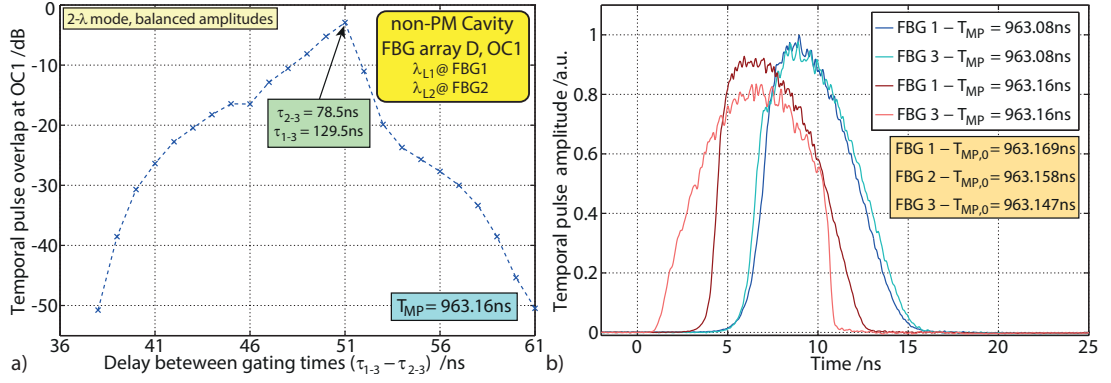 2-λ mode, balanced amplitudes
non-PM Cavity
FBG array D, OC1
λL1@ FBG1
λL2@ FBG2
τ2-3 = 78.5ns
τ1-3 = 129.5ns
TMP = 963.16ns
Temporal pulse overlap at OC1 /dB
0
-10
-20
-30
-40
-50
36 41 46 51 56 61
Delay between gating times (τ1-3 − τ2-3) /ns
a)
FBG 1 − TMP = 963.08ns
FBG 3 − TMP = 963.08ns
FBG 1 − TMP = 963.16ns
FBG 3 − TMP = 963.16ns
FBG 1 − TMP,0 = 963.169ns
FBG 2 − TMP,0 = 963.158ns
FBG 3 − TMP,0 = 963.147ns
Temporal pulse amplitude /a.u.
1
0.8
0.6
0.4
0.2
0
0 5 10 15 20 25
Time /ns
b)